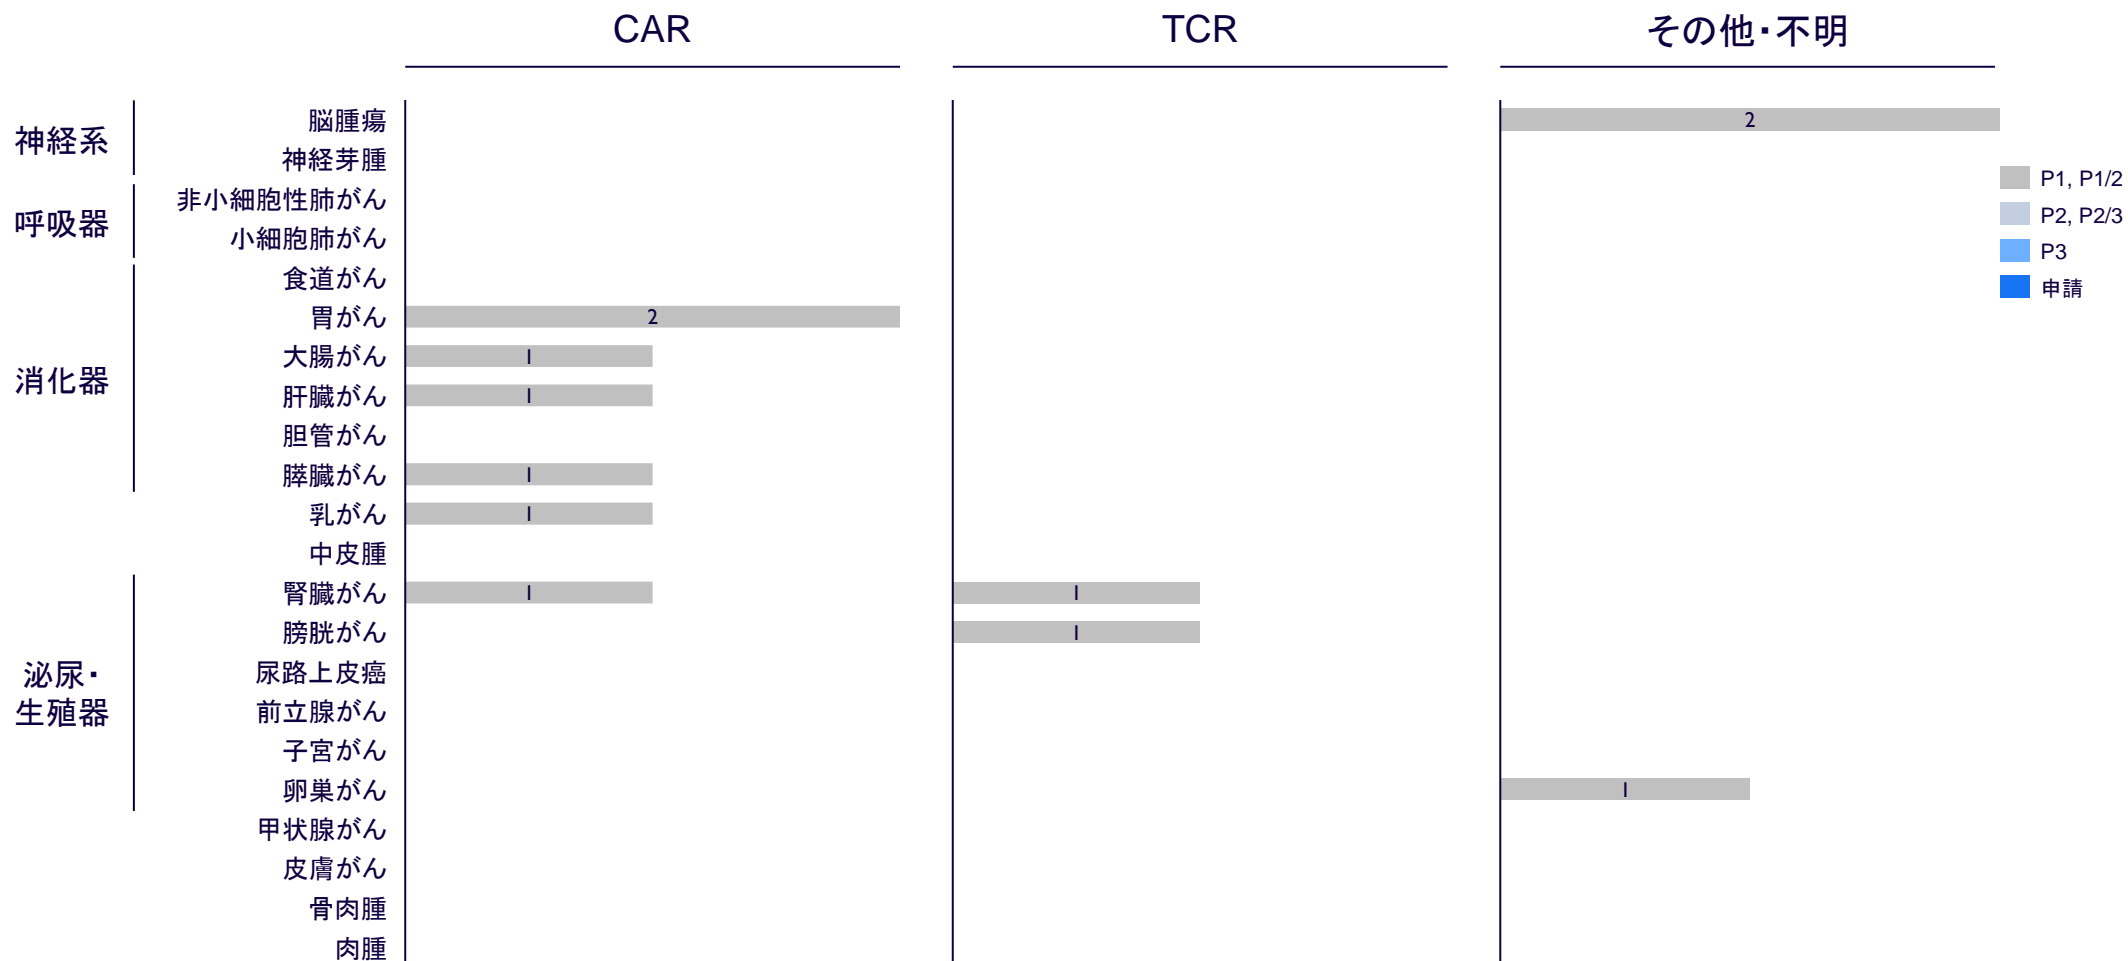 CAR
TCR
その他・不明
神経系
脳腫瘍
2
神経芽腫
呼吸器
非小細胞性肺がん
小細胞肺がん
消化器
食道がん
胃がん
2
大腸がん
1
肝臓がん
1
胆管がん
膵臓がん
1
乳がん
1
中皮腫
泌尿・
生殖器
腎臓がん
1
1
膀胱がん
1
尿路上皮癌
前立腺がん
子宮がん
卵巣がん
1
甲状腺がん
皮膚がん
骨肉腫
肉腫
P1, P1/2
P2, P2/3
P3
申請